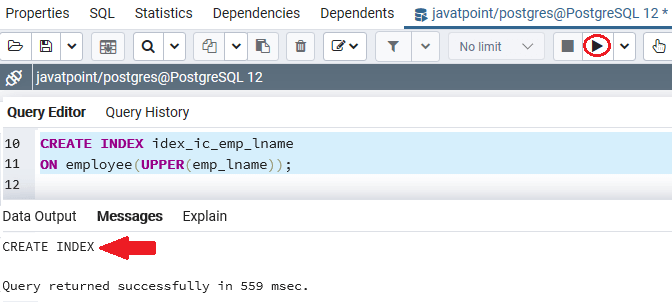 Properties SQL Statistics Dependencies Dependents javatpoint/postgres@PostgreSQL 12 *
No limit
javatpoint/postgres@PostgreSQL 12
Query Editor Query History
10 CREATE INDEX idex_ic_emp_lname
11 ON employee(UPPER(emp_lname));
12
Data Output Messages Explain
CREATE INDEX
Query returned successfully in 559 msec.